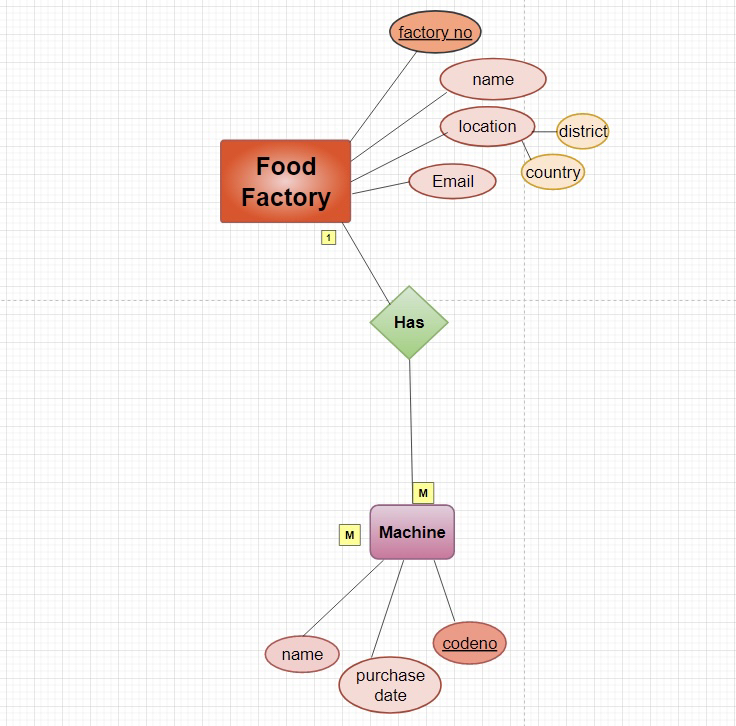 factory no
name
location
district
country
Email
Food
Factory
1
Has
M
M
Machine
name
purchase
date
codeno